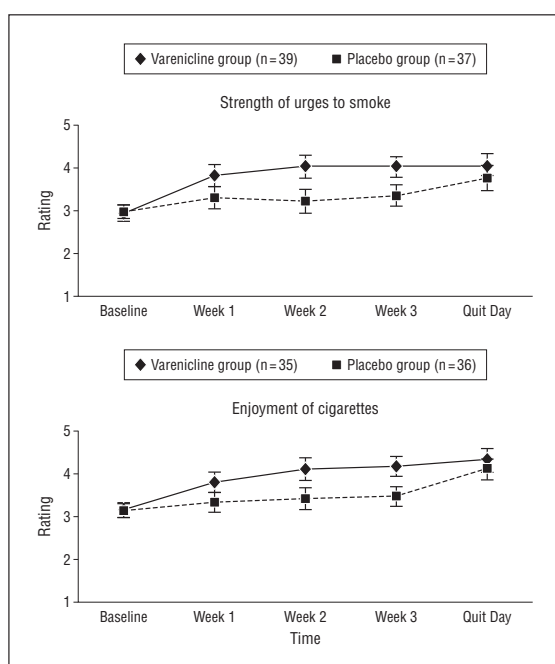 Varenicline group (n=39) Placebo group (n=37)
Strength of urges to smoke
5
4
3
2
1
Rating
Baseline Week 1 Week 2 Week 3 Quit Day
Varenicline group (n=35) Placebo group (n=36)
Enjoyment of cigarettes
5
4
3
2
1
Rating
Baseline Week 1 Week 2 Week 3 Quit Day
Time